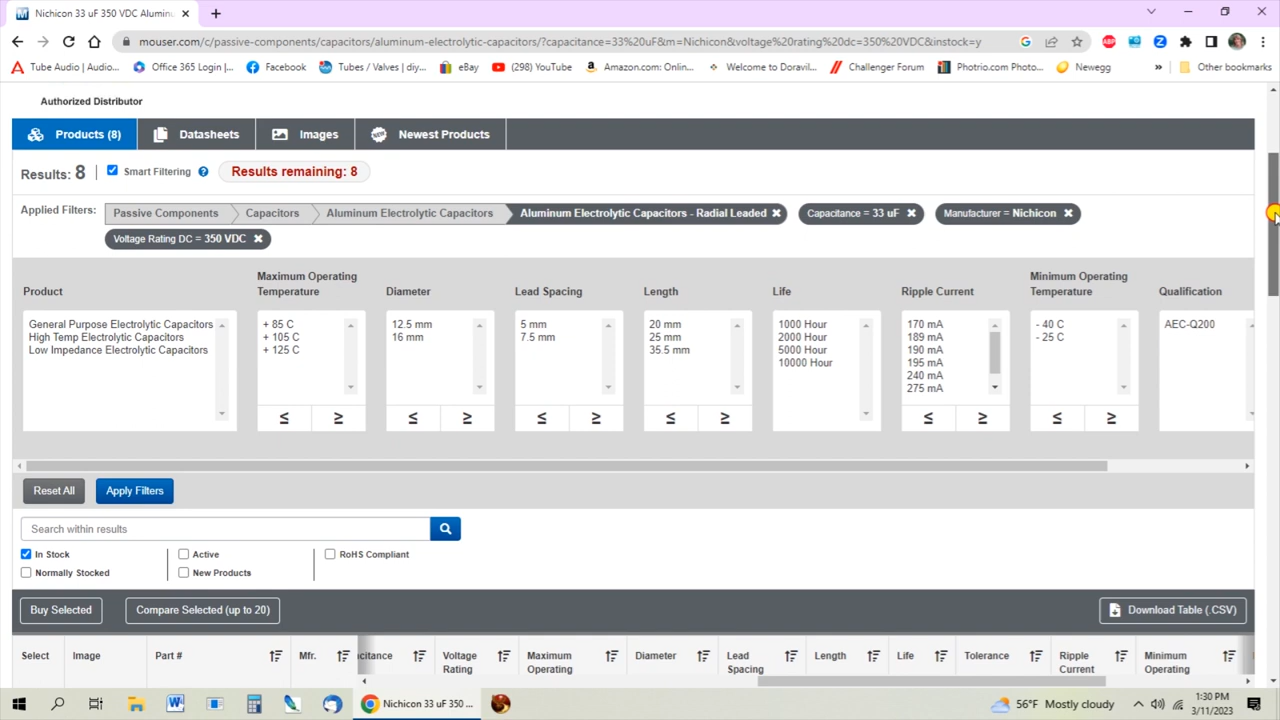 Nichicon 33 uF 350 VDC Alumin
mouser.com/c/passive-components/capacitors/aluminum-electrolytic-capacitors/?capacitance=33%20uF&m=Nichicon&voltage rating%20dc=350%20VDC&instock=y
Tube Audio | Audio... Office 365 Login |... Facebook Tubes / Valves | diy... eBay (298) YouTube Amazon.com: Onlin... Welcome to Doravil... Challenger Forum Photrio.com Photo... Newegg » Other bookmarks
Authorized Distributor
Products (8) Datasheets Images Newest Products
Results: 8 Smart Filtering Results remaining: 8
Applied Filters: Passive Components Capacitors Aluminum Electrolytic Capacitors Aluminum Electrolytic Capacitors - Radial Leaded Capacitance = 33 uF Manufacturer = Nichicon
Voltage Rating DC = 350 VDC
Product Maximum Operating Temperature Diameter Lead Spacing Length Life Ripple Current Minimum Operating Temperature Qualification
General Purpose Electrolytic Capacitors + 85 C 12.5 mm 5 mm 20 mm 1000 Hour 170 mA - 40 C AEC-Q200
High Temp Electrolytic Capacitors + 105 C 16 mm 7.5 mm 25 mm 2000 Hour 189 mA - 25 C
Low Impedance Electrolytic Capacitors + 125 C 35.5 mm 5000 Hour 190 mA
10000 Hour 195 mA
240 mA
275 mA
≤ ≥ ≤ ≥ ≤ ≥ ≤ ≥ ≤ ≥ ≤ ≥
Reset All Apply Filters
Search within results
In Stock Active RoHS Compliant
Normally Stocked New Products
Buy Selected Compare Selected (up to 20) Download Table (.CSV)
Select Image Part # Mfr. citance Voltage Rating Maximum Operating Diameter Lead Spacing Length Life Tolerance Ripple Current Minimum Operating
Nichicon 33 uF 350 ... 56°F Mostly cloudy 1:30 PM
3/11/2023